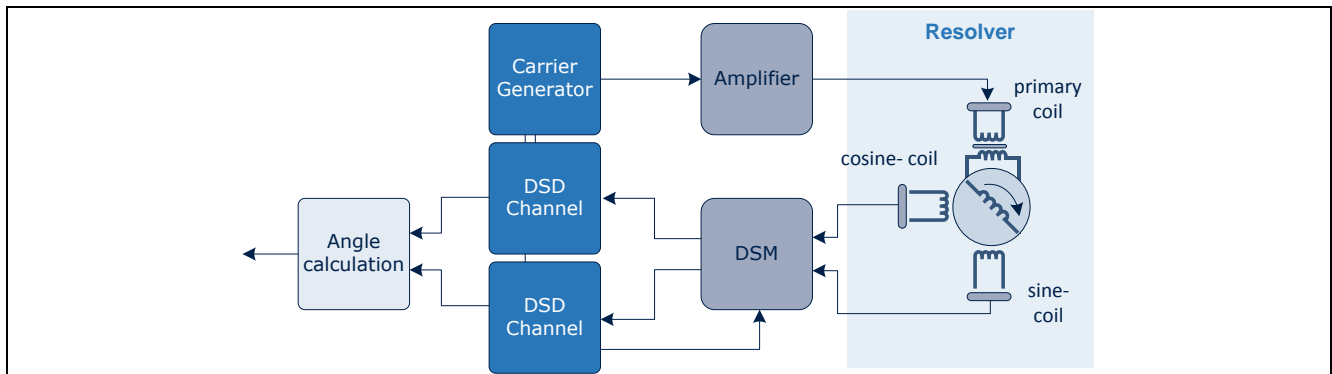 Resolver
Carrier
Generator
Amplifier
primary
coil
cosine- coil
DSD
Channel
Angle
calculation
DSM
DSD
Channel
sine-
coil